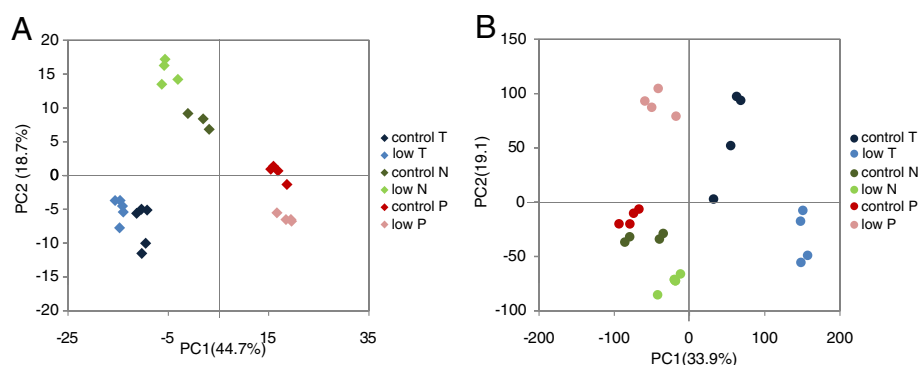 A
20
15
10
5
0
-5
-10
-15
-20
-25
-5
15
35
PC2 (18.7%)
PC1(44.7%)
control T
low T
control N
low N
control P
low P
B
150
100
50
0
-50
-100
-200
-100
0
100
200
PC2(19.1)
PC1(33.9%)
control T
low T
control N
low N
control P
low P